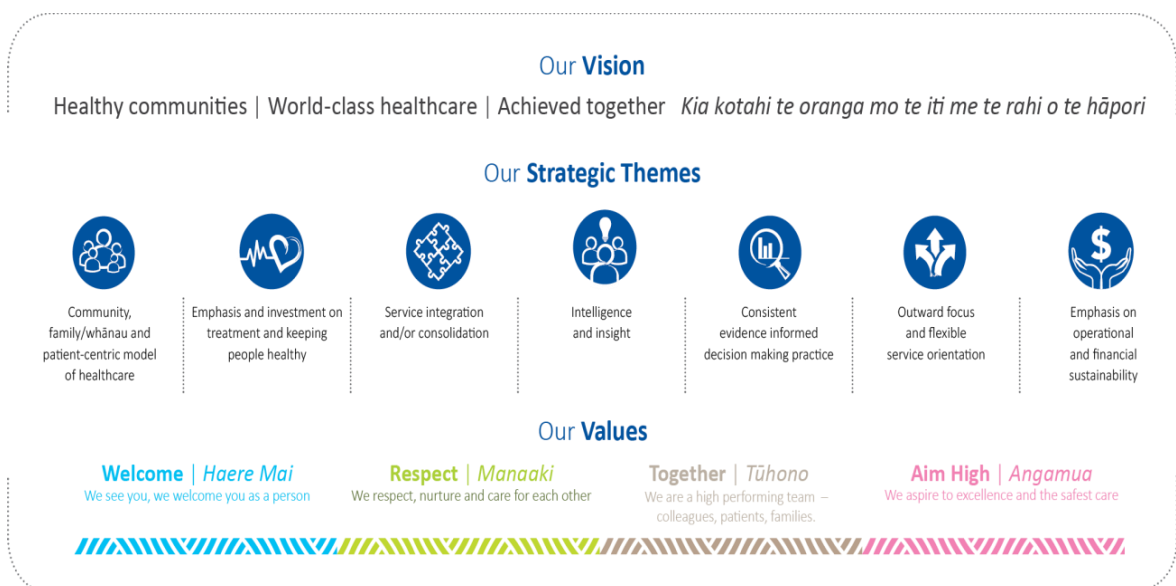 Our Vision
Healthy communities | World-class healthcare | Achieved together Kia kotahi te oranga mo te iti me te rahi o te hāpori
Our Strategic Themes
Community,
family/whānau and
patient-centric model
of healthcare
Emphasis and investment on
treatment and keeping
people healthy
Service integration
and/or consolidation
Intelligence
and insight
Consistent
evidence informed
decision making practice
Outward focus
and flexible
service orientation
$
Emphasis on
operational
and financial
sustainability
Our Values
Welcome | Haere Mai
We see you, we welcome you as a person
Respect | Manaaki
We respect, nurture and care for each other
Together | Tūhono
We are a high performing team –
colleagues, patients, families.
Aim High | Angamua
We aspire to excellence and the safest care